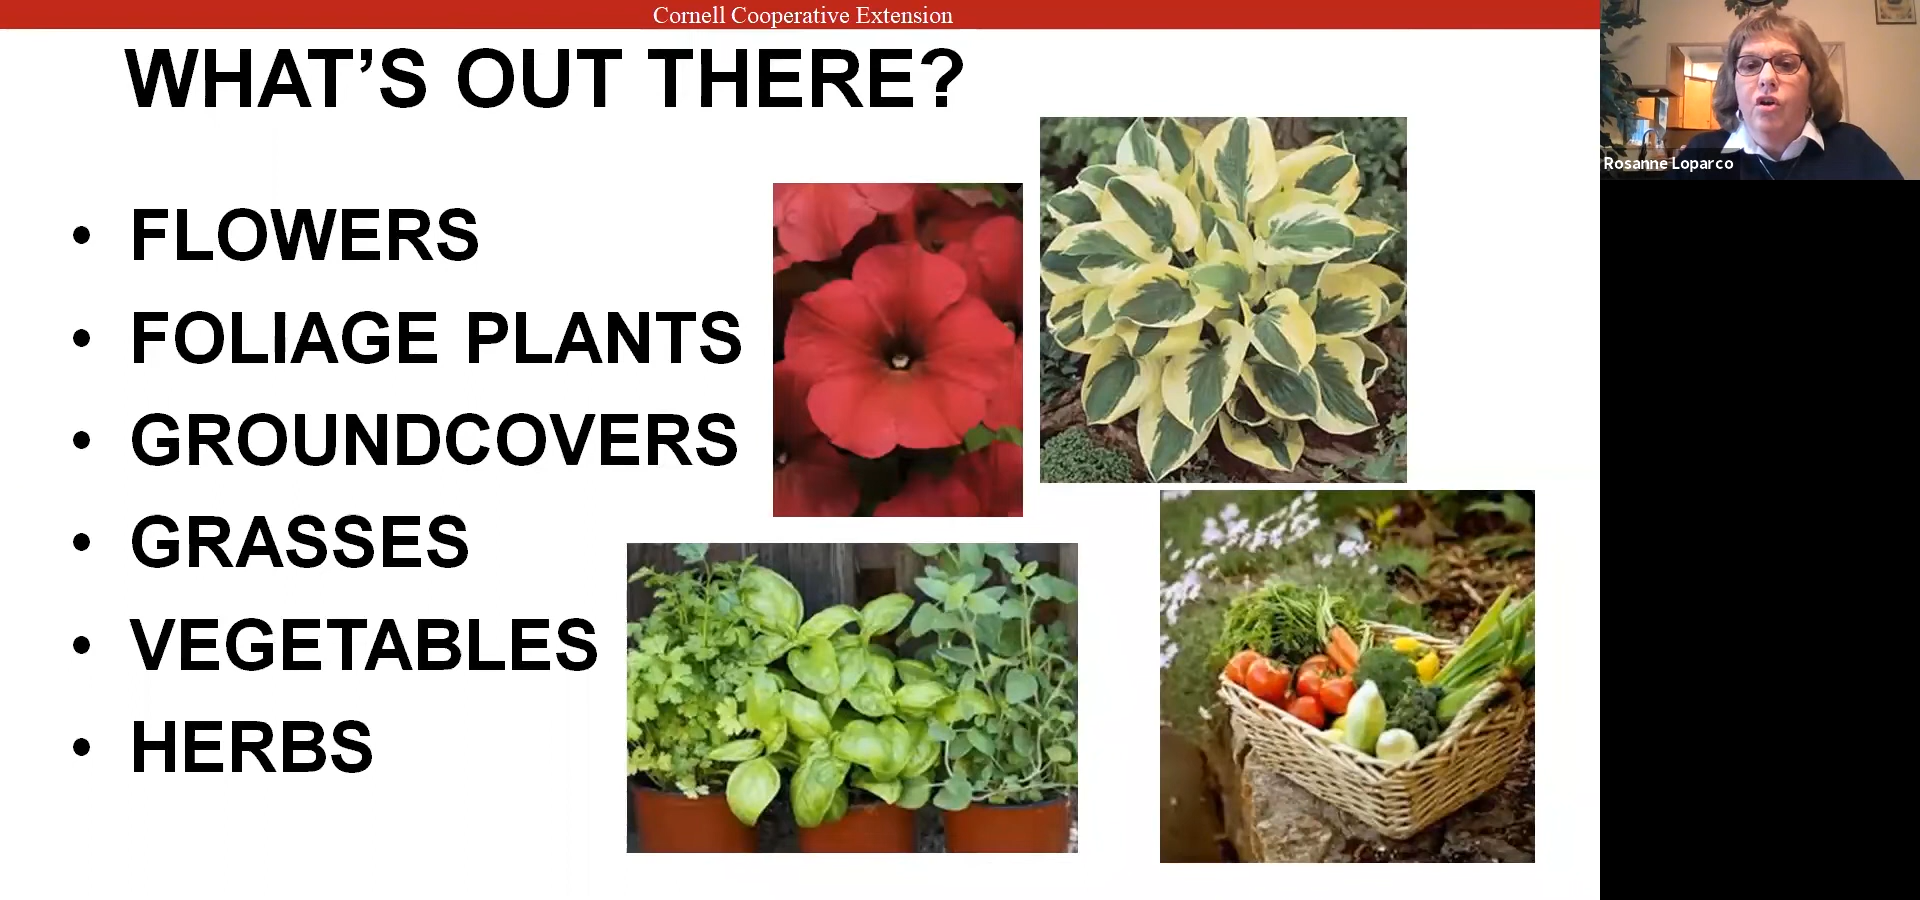 Cornell Cooperative Extension
WHAT’S OUT THERE?
• FLOWERS
• FOLIAGE PLANTS
• GROUNDCOVERS
• GRASSES
• VEGETABLES
• HERBS
Rosanne Loparco